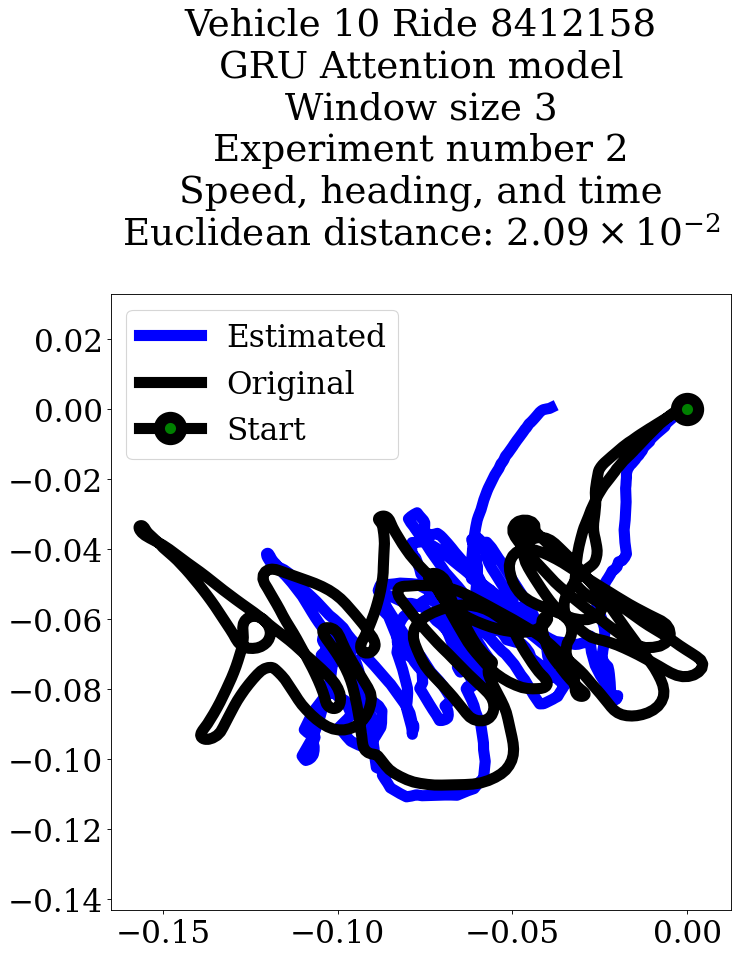 Vehicle 10 Ride 8412158
GRU Attention model
Window size 3
Experiment number 2
Speed, heading, and time
Euclidean distance: 2.09 × 10⁻²
Estimated
Original
Start
0.02
0.00
−0.02
−0.04
−0.06
−0.08
−0.10
−0.12
−0.14
−0.15
−0.10
−0.05
0.00